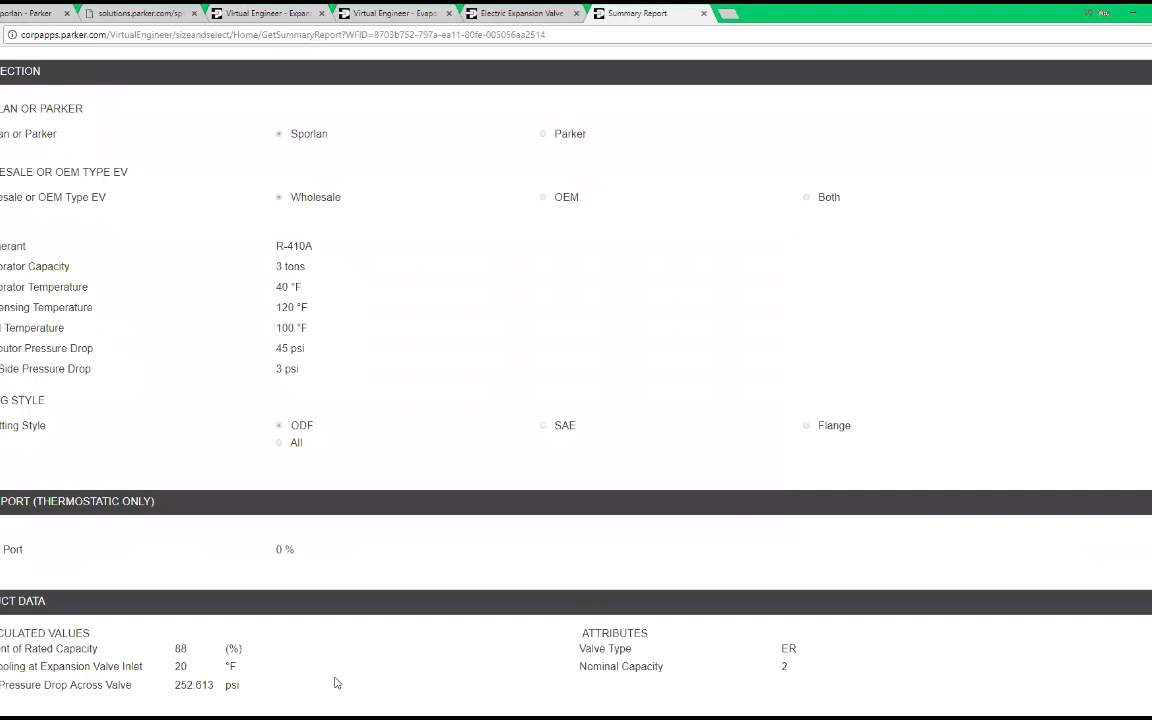 porlan - Parker
solutions.parker.com/sp
Virtual Engineer - Expan
Virtual Engineer - Evapo
Electric Expansion Valve
Summary Report
You
corpapps.parker.com/VirtualEngineer/sizeandselect/Home/GetSummaryReport?WFID=8703b752-797a-ea11-80fe-005056aa2514
ECTION
LAN OR PARKER
an or Parker Sporlan Parker
ESALE OR OEM TYPE EV
esale or OEM Type EV Wholesale OEM Both
gerant R-410A
orator Capacity 3 tons
orator Temperature 40 °F
ensing Temperature 120 °F
l Temperature 100 °F
butor Pressure Drop 45 psi
Side Pressure Drop 3 psi
G STYLE
tting Style ODF SAE Flange
All
PORT (THERMOSTATIC ONLY)
Port 0 %
CT DATA
CULATED VALUES ATTRIBUTES
nt of Rated Capacity 88 (%) Valve Type ER
ooling at Expansion Valve Inlet 20 °F Nominal Capacity 2
Pressure Drop Across Valve 252.613 psi